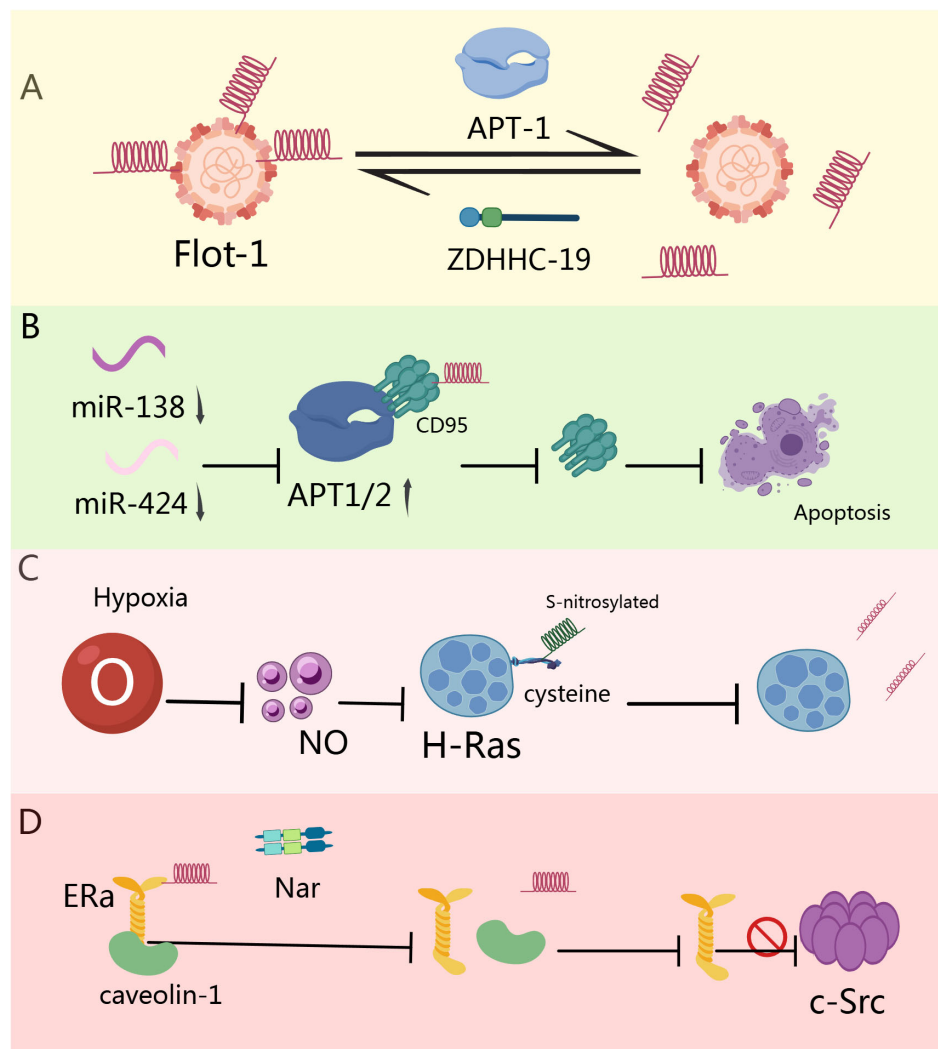 A
APT-1
Flot-1
ZDHHC-19
B
miR-138
CD95
miR-424
APT1/2
Apoptosis
C
Hypoxia
S-nitrosylated
O
cysteine
NO
H-Ras
D
ERa
Nar
caveolin-1
c-Src